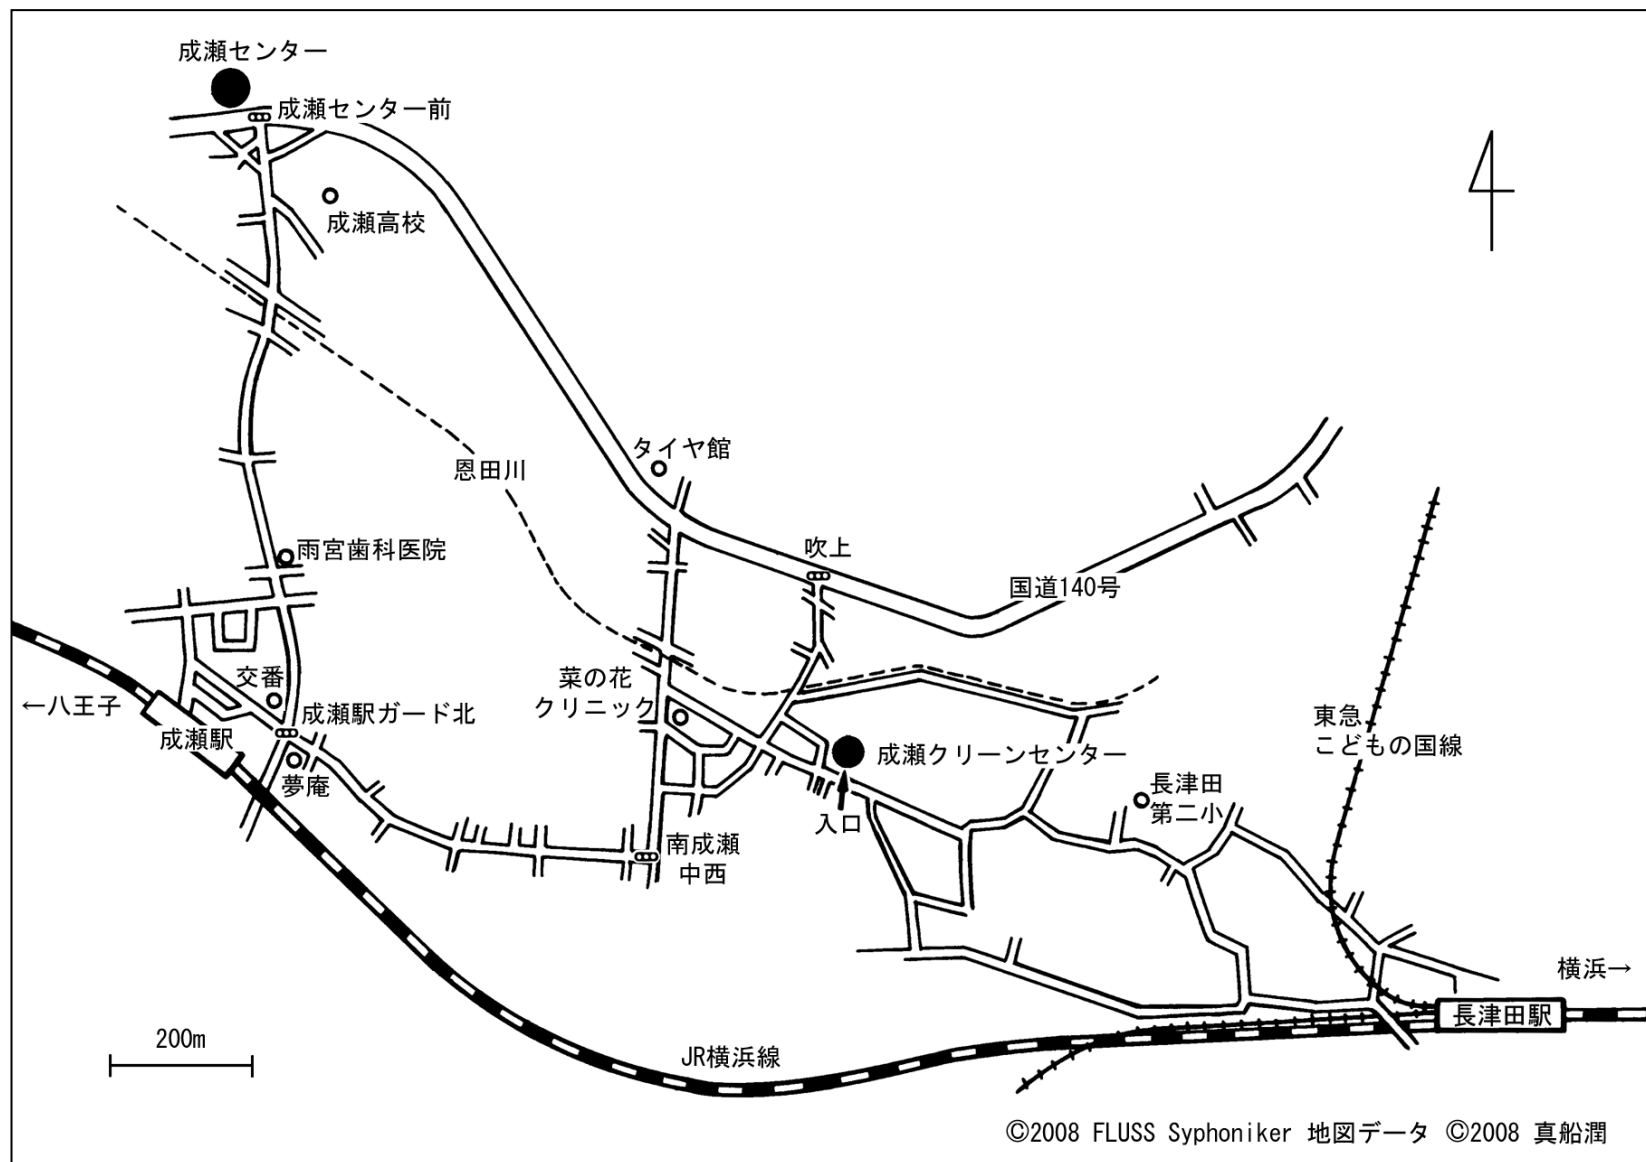 成瀬センター
成瀬センター前
成瀬高校
タイヤ館
恩田川
吹上
雨宮歯科医院
国道140号
菜の花
クリニック
交番
←八王子
成瀬駅ガード北
成瀬駅
夢庵
東急
こどもの国線
成瀬クリーンセンター
長津田
第二小
入口
南成瀬
中西
横浜→
長津田駅
200m
JR横浜線
©2008 FLUSS Syphoniker 地図データ ©2008 真船潤